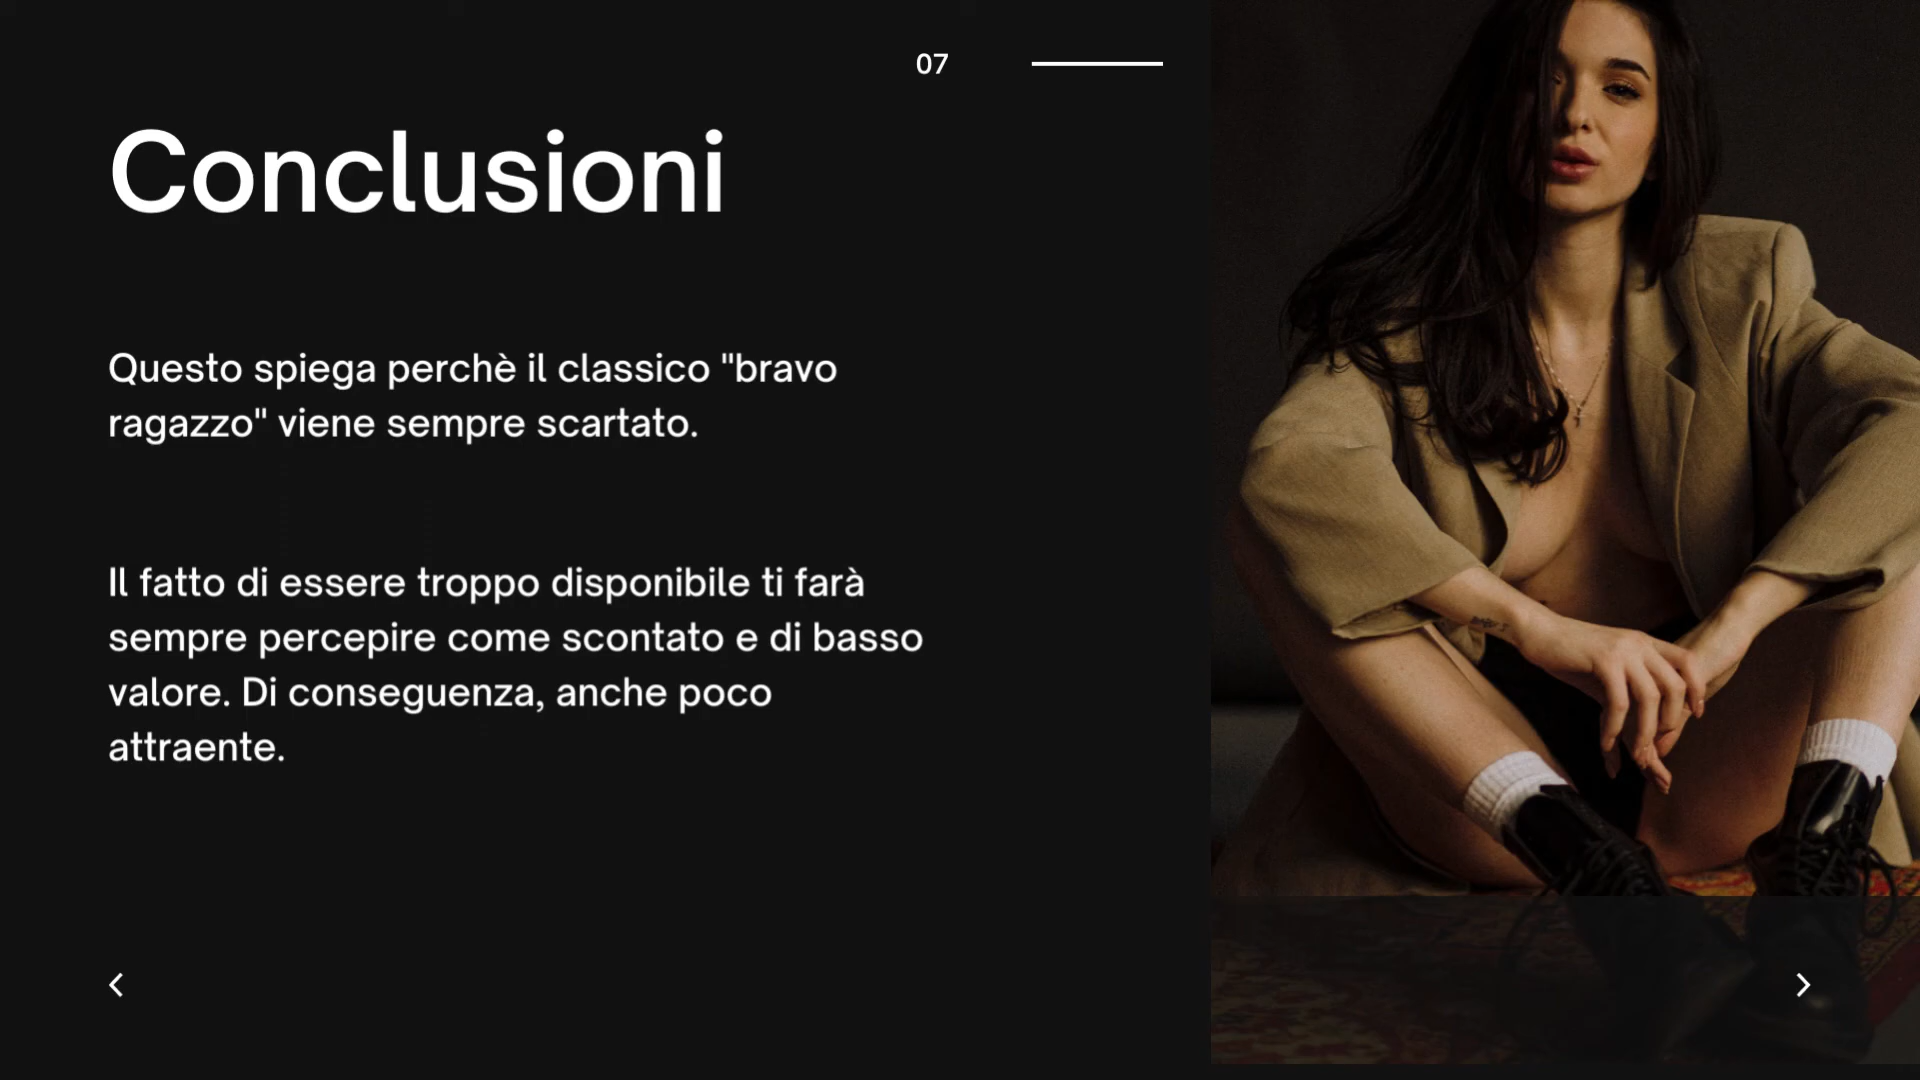 07
Conclusioni
Questo spiega perchè il classico "bravo
ragazzo" viene sempre scartato.
Il fatto di essere troppo disponibile ti farà
sempre percepire come scontato e di basso
valore. Di conseguenza, anche poco
attraente.